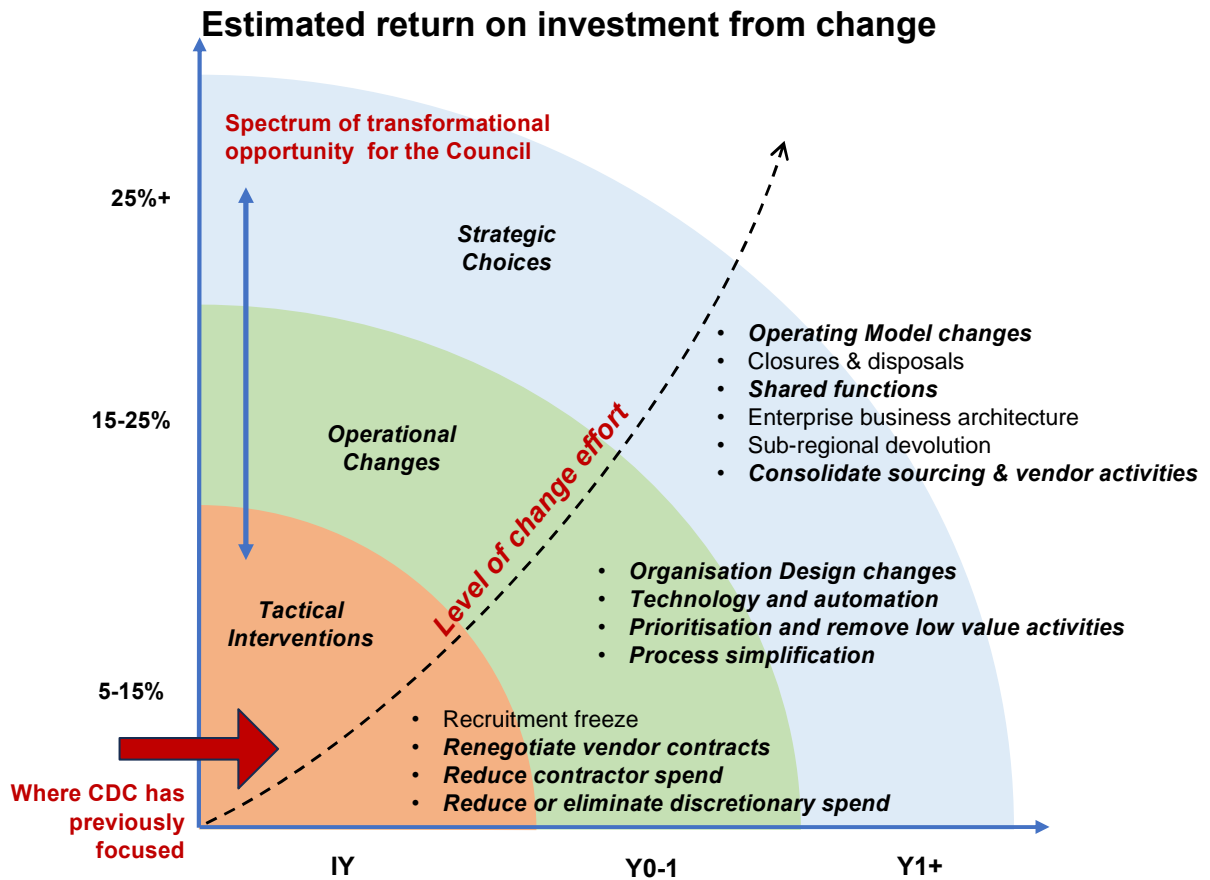 Estimated return on investment from change
Spectrum of transformational
opportunity for the Council
25%+
Strategic
Choices
• Operating Model changes
• Closures & disposals
• Shared functions
• Enterprise business architecture
• Sub-regional devolution
• Consolidate sourcing & vendor activities
15-25%
Operational
Changes
Level of change effort
• Organisation Design changes
• Technology and automation
• Prioritisation and remove low value activities
• Process simplification
Tactical
Interventions
5-15%
• Recruitment freeze
• Renegotiate vendor contracts
• Reduce contractor spend
• Reduce or eliminate discretionary spend
Where CDC has
previously
focused
IY
Y0-1
Y1+